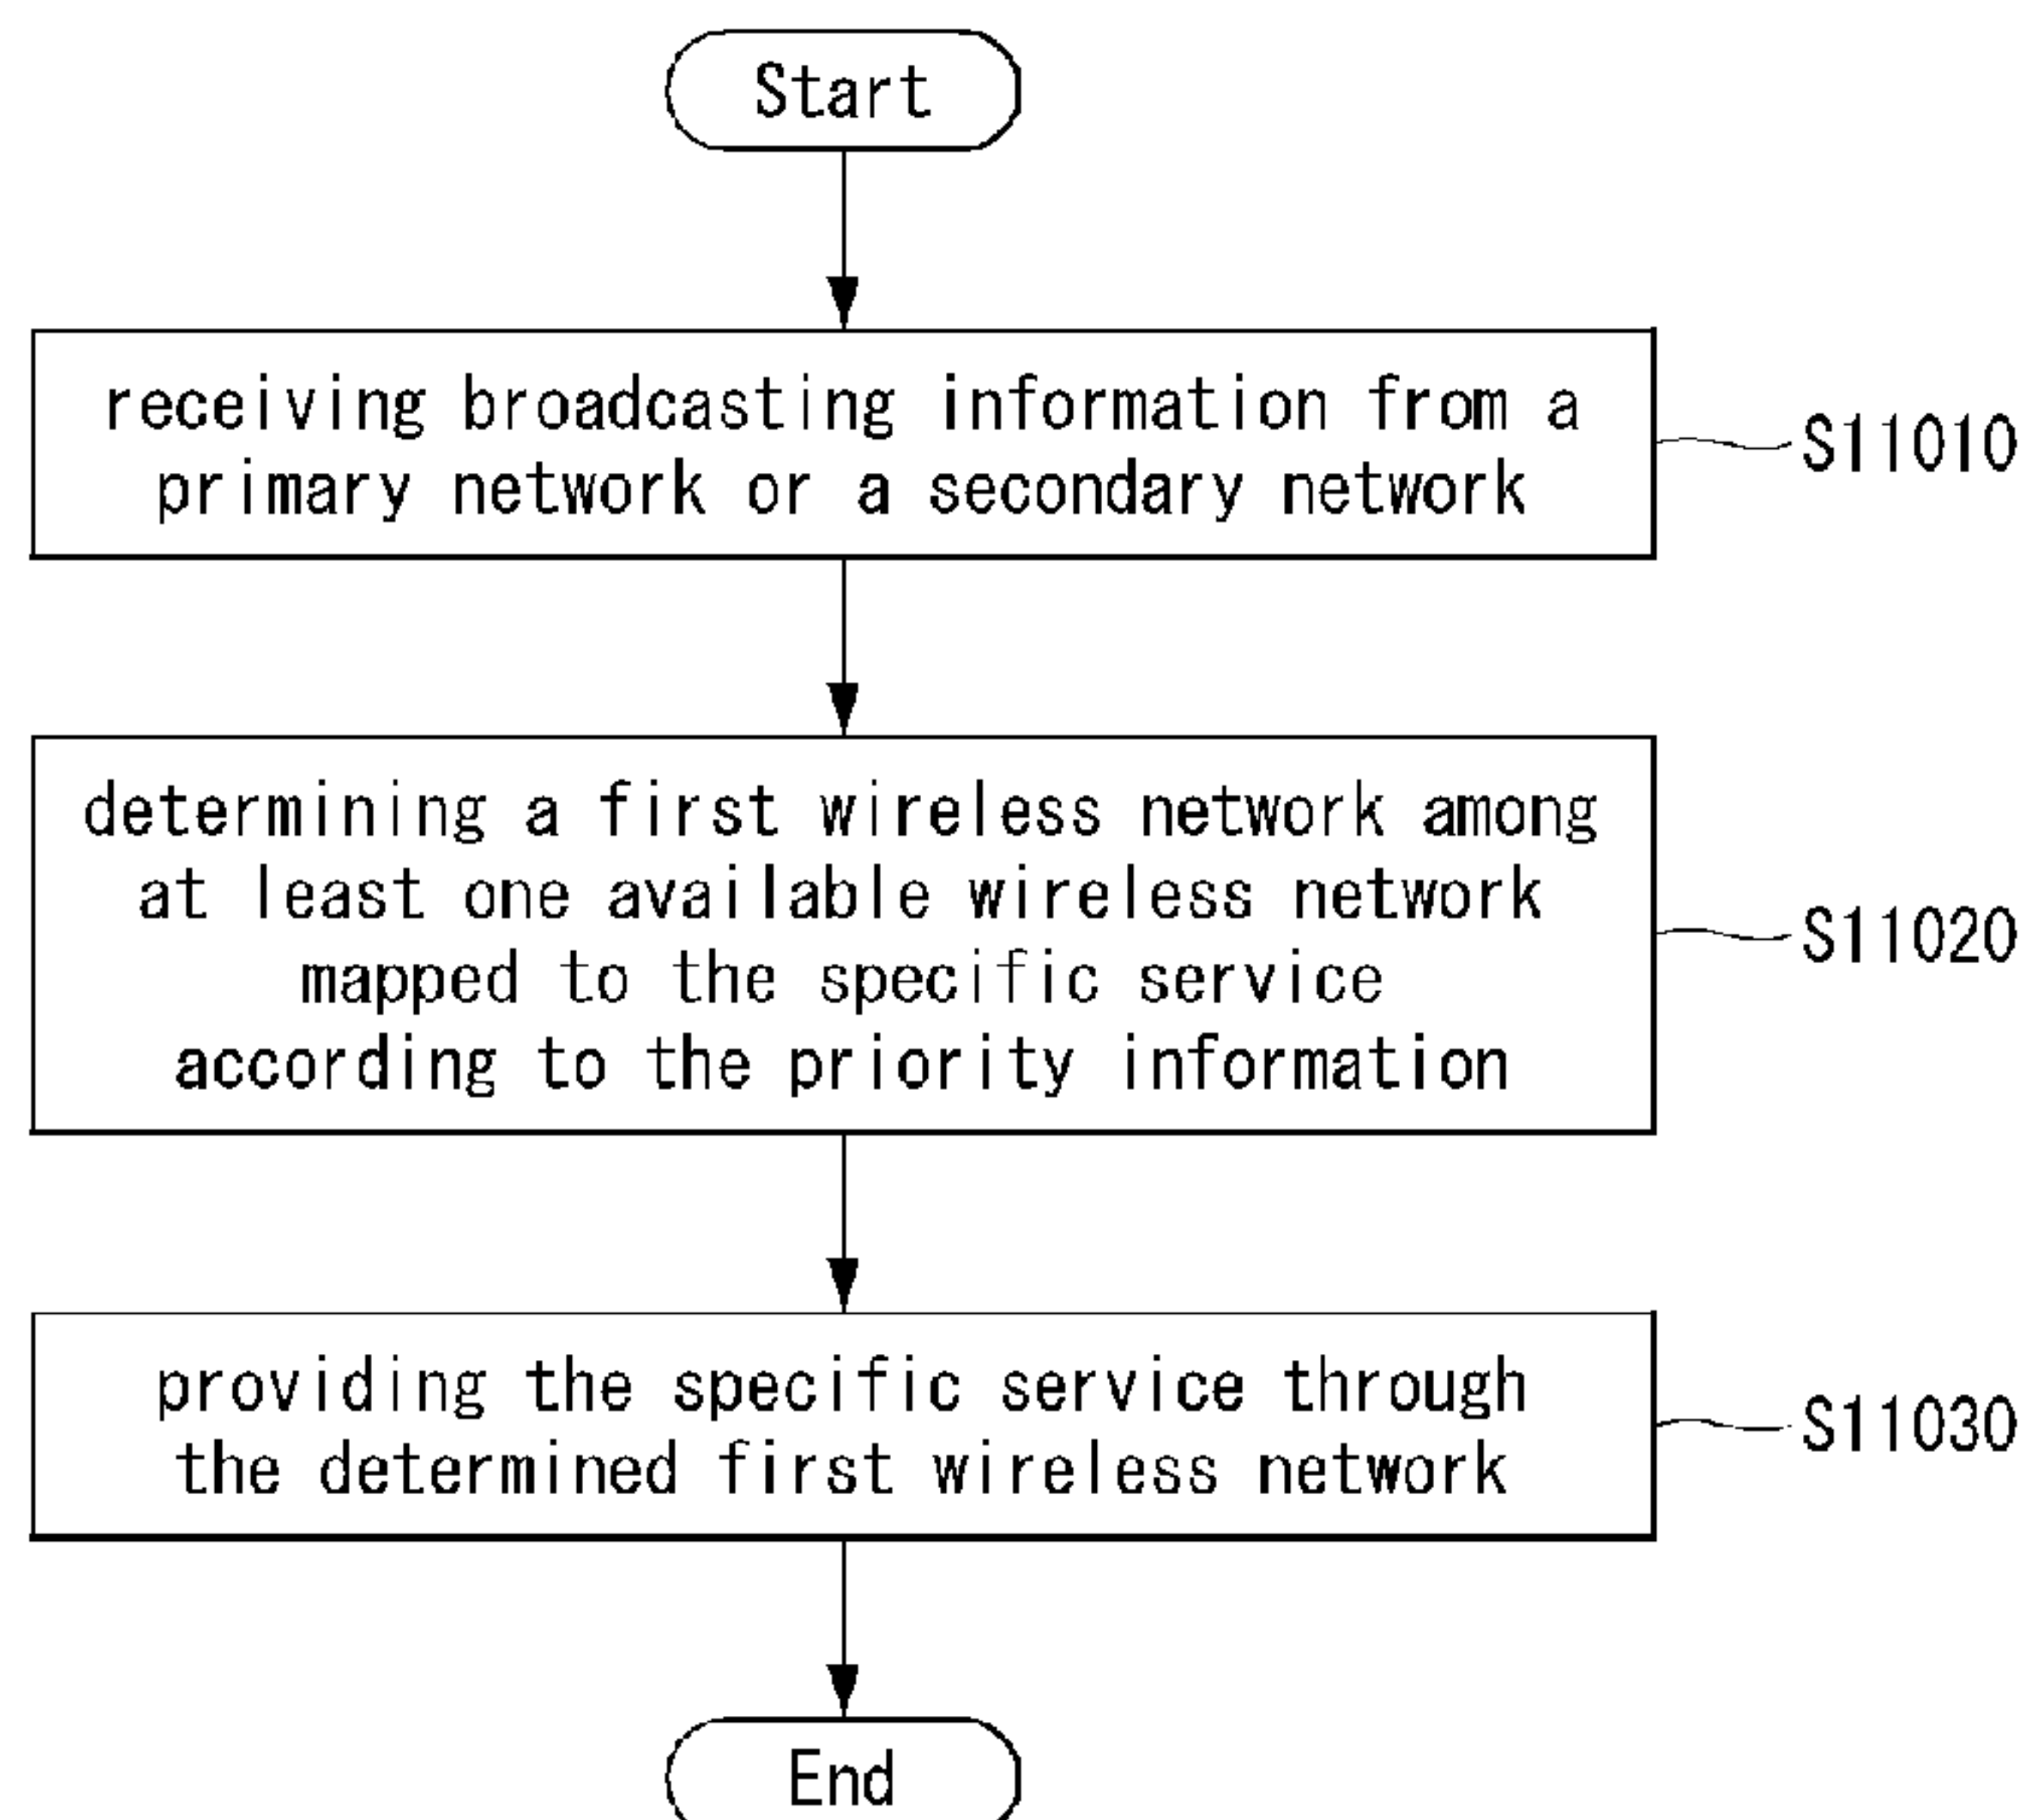 Start
receiving broadcasting information from a
primary network or a secondary network
S11010
determining a first wireless network among
at least one available wireless network
mapped to the specific service
according to the priority information
S11020
providing the specific service through
the determined first wireless network
S11030
End